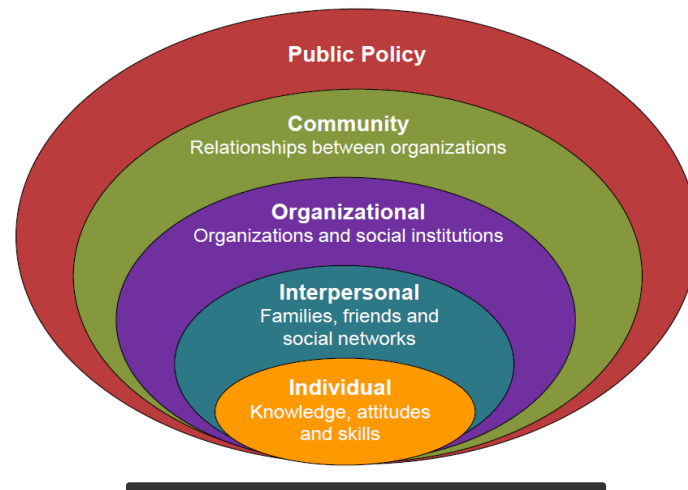 Public Policy
Community
Relationships between organizations
Organizational
Organizations and social institutions
Interpersonal
Families, friends and
social networks
Individual
Knowledge, attitudes
and skills